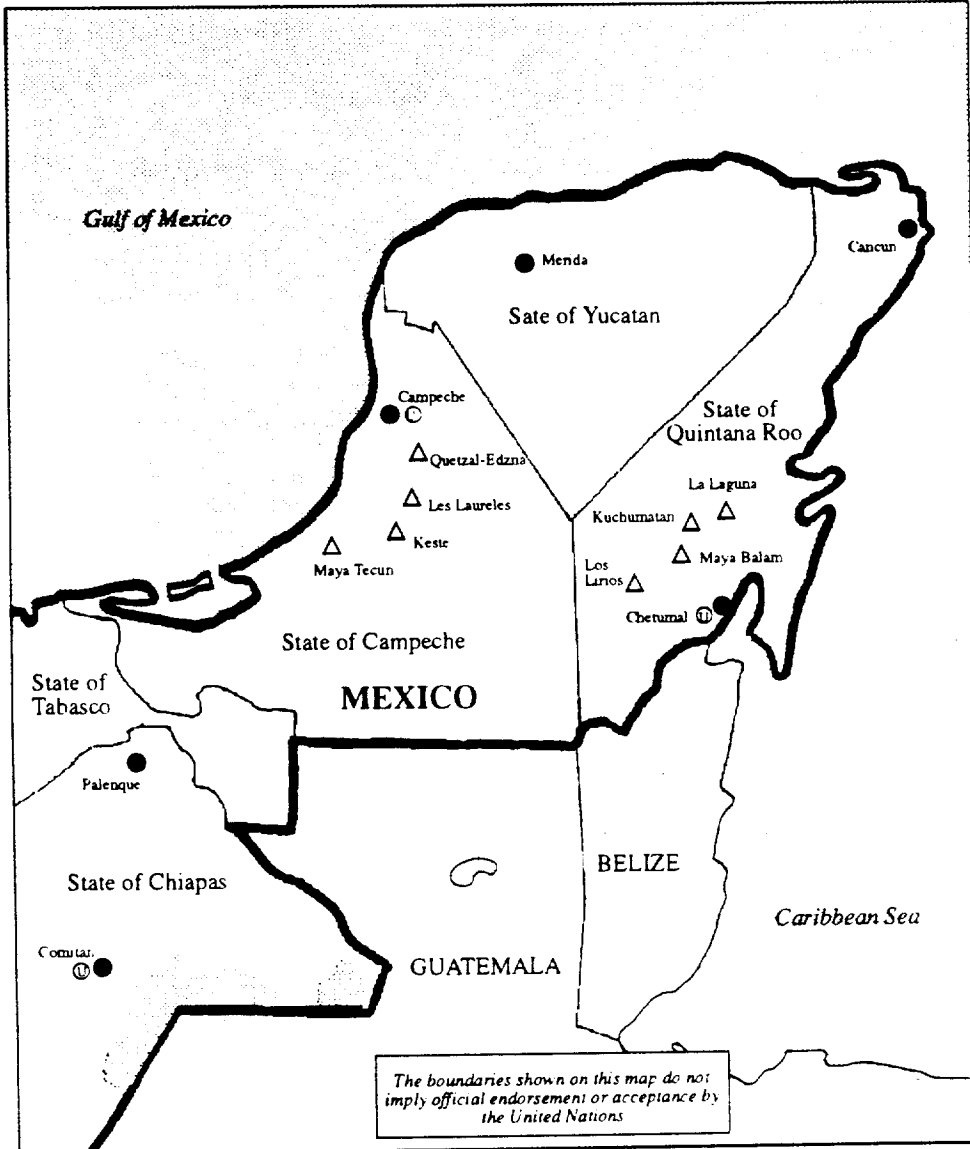 Gulf of Mexico
Cancun
Menda
Sate of Yucatan
Campeche
State of
Quintana Roo
Quetzal-Edzna
La Laguna
Les Laureles
Kuchumatan
Keste
Maya Tecun
Maya Balam
Los
Lirios
Chetumal
U
State of Campeche
State of
Tabasco
MEXICO
Palenque
BELIZE
State of Chiapas
Caribbean Sea
Comitan
U
GUATEMALA
The boundaries shown on this map do not
imply official endorsement or acceptance by
the United Nations